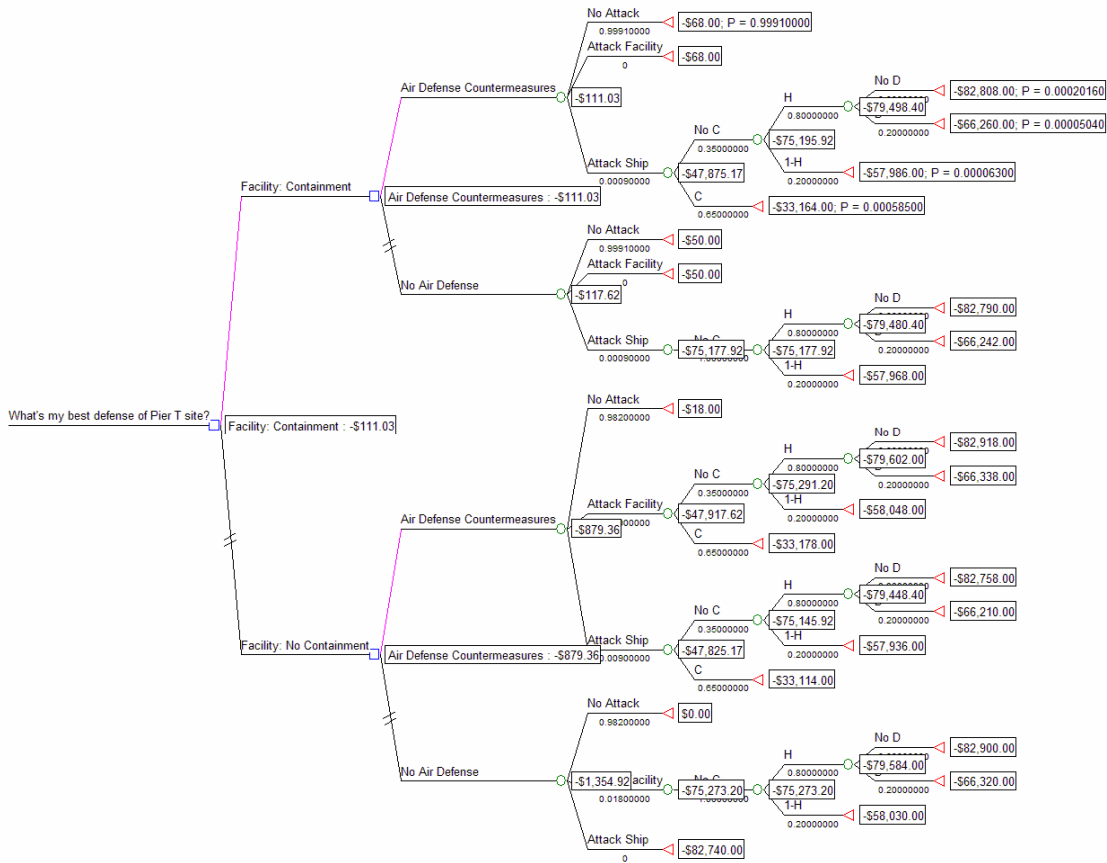 What's my best defense of Pier T site?
Facility: Containment : -$111.03
Facility: Containment
Air Defense Countermeasures : -$111.03
Air Defense Countermeasures
-$111.03
No Attack
0.99910000
-$68.00; P = 0.99910000
Attack Facility
0
-$68.00
Attack Ship
0.00090000
-$47,875.17
No C
0.35000000
-$75,195.92
H
0.80000000
-$79,498.40
No D
-$82,808.00; P = 0.00020160
0.20000000
-$66,260.00; P = 0.00005040
1-H
0.20000000
-$57,986.00; P = 0.00006300
C
0.65000000
-$33,164.00; P = 0.00058500
No Air Defense
-$117.62
No Attack
0.99910000
-$50.00
Attack Facility
0
-$50.00
Attack Ship
0.00090000
-$75,177.92
-$75,177.92
H
0.80000000
-$79,480.40
No D
-$82,790.00
0.20000000
-$66,242.00
1-H
0.20000000
-$57,968.00
Facility: No Containment
Air Defense Countermeasures : -$879.36
Air Defense Countermeasures
-$879.36
No Attack
0.98200000
-$18.00
Attack Facility
-$47,917.62
No C
0.35000000
-$75,291.20
H
0.80000000
-$79,602.00
No D
-$82,918.00
0.20000000
-$66,338.00
1-H
0.20000000
-$58,048.00
C
0.65000000
-$33,178.00
Attack Ship
0.00900000
-$47,825.17
No C
0.35000000
-$75,145.92
H
0.80000000
-$79,448.40
No D
-$82,758.00
0.20000000
-$66,210.00
1-H
0.20000000
-$57,936.00
C
0.65000000
-$33,114.00
No Air Defense
-$1,354.92
No Attack
0.98200000
$0.00
0.01800000
-$75,273.20
-$75,273.20
H
0.80000000
-$79,584.00
No D
-$82,900.00
0.20000000
-$66,320.00
1-H
0.20000000
-$58,030.00
Attack Ship
0
-$82,740.00